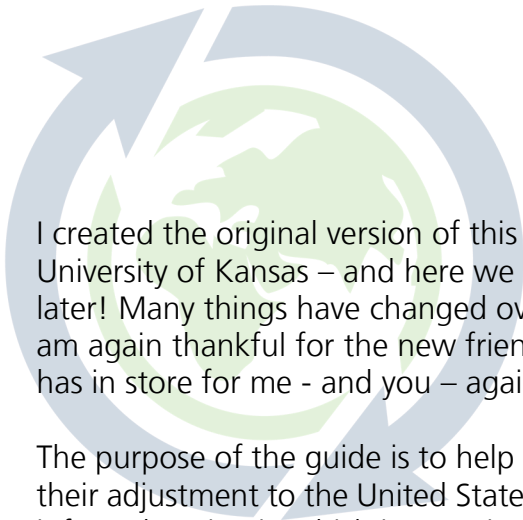 I created the original version of this
University of Kansas – and here we
later! Many things have changed ov
am again thankful for the new frien
has in store for me - and you – agai
The purpose of the guide is to help
their adjustment to the United State